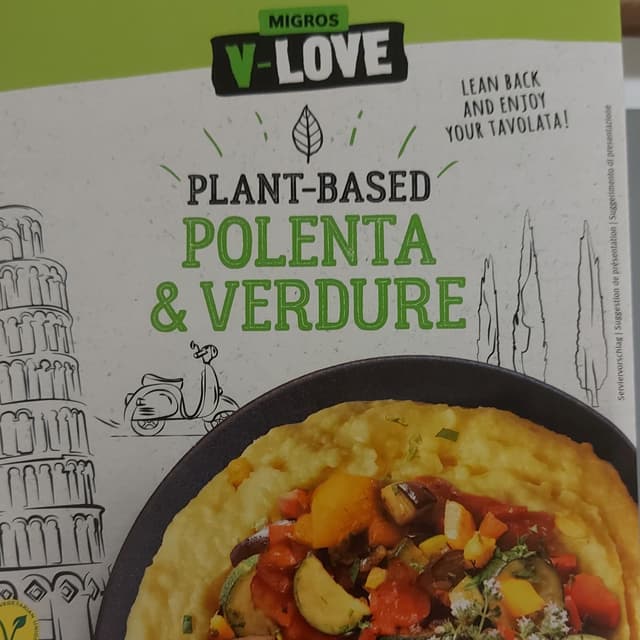 MIGROS
V-LOVE
LEAN BACK
AND ENJOY
YOUR TAVOLATA!
PLANT-BASED
POLENTA
& VERDURE
Serviervorschlag | Suggestion de présentation | Suggerimento di presentazione